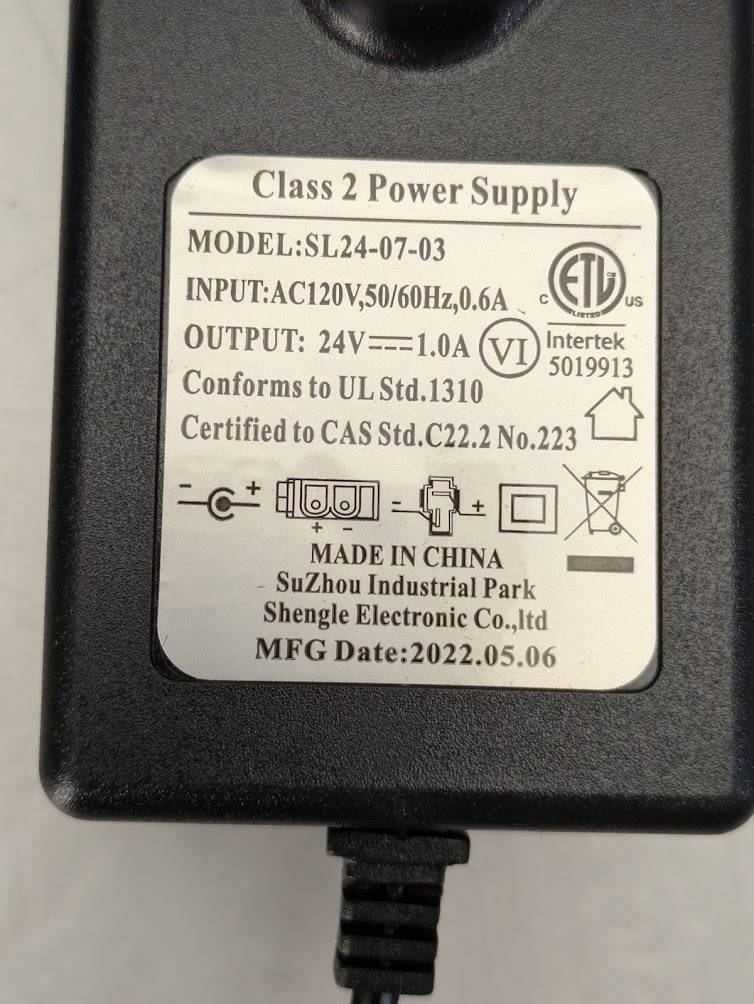 Class 2 Power Supply
MODEL:SL24-07-03
INPUT:AC120V,50/60Hz,0.6A
C ETL CM US
LISTED
OUTPUT: 24V⎓1.0A VI
Intertek
5019913
Conforms to UL Std.1310
Certified to CAS Std.C22.2 No.223
- +
+ -
- +
MADE IN CHINA
SuZhou Industrial Park
Shengle Electronic Co.,ltd
MFG Date:2022.05.06